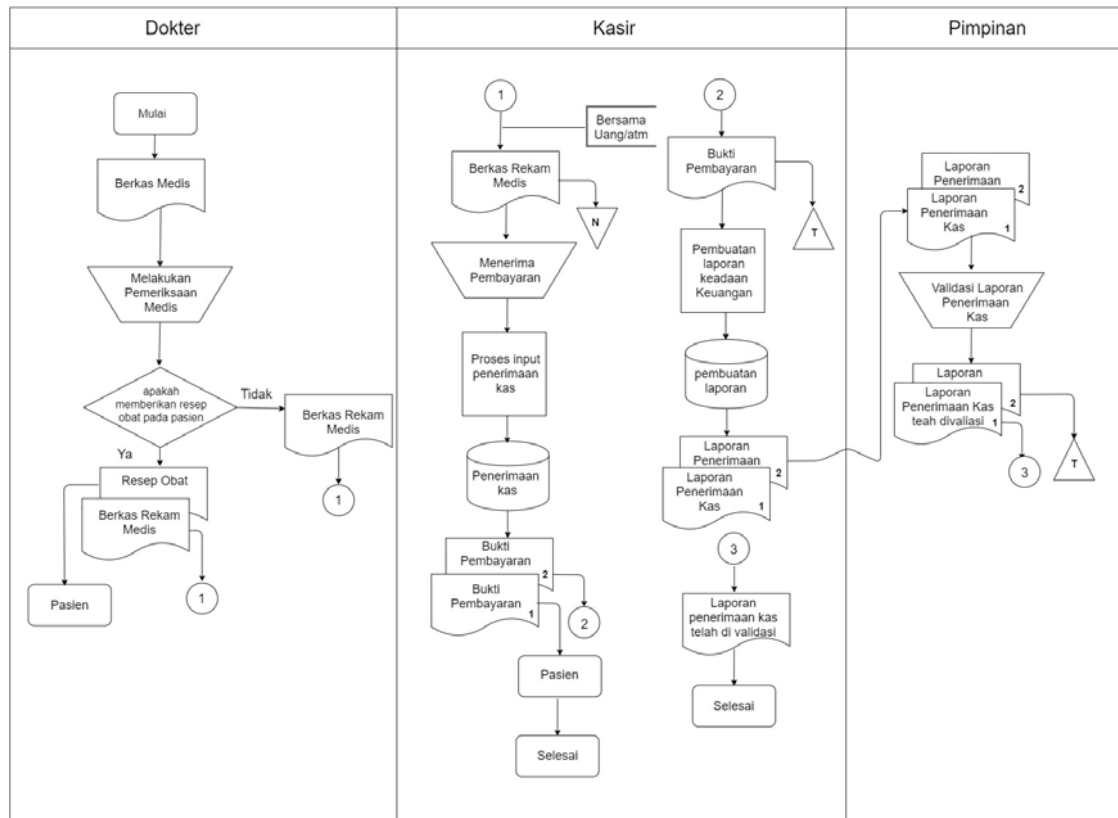 Dokter
Kasir
Pimpinan
Mulai
Berkas Medis
Melakukan
Pemeriksaan
Medis
apakah
memberikan resep
obat pada pasien
Tidak
Ya
Berkas Rekam
Medis
1
Resep Obat
Berkas Rekam
Medis
1
Pasien
1
Bersama
Uang/atm
Berkas Rekam
Medis
N
Menerima
Pembayaran
Proses input
penerimaan
kas
Penerimaan
kas
Bukti
Pembayaran
2
Bukti
Pembayaran
1
2
Pasien
Selesai
2
Bukti
Pembayaran
T
Pembuatan
laporan
keadaan
Keuangan
pembuatan
laporan
Laporan
Penerimaan
2
Laporan
Penerimaan
Kas
1
3
Laporan
penerimaan kas
telah di validasi
Selesai
Laporan
Penerimaan
2
Laporan
Penerimaan
Kas
1
Validasi Laporan
Penerimaan
Kas
Laporan
2
Laporan
Penerimaan Kas
teah divaliasi
1
3
T